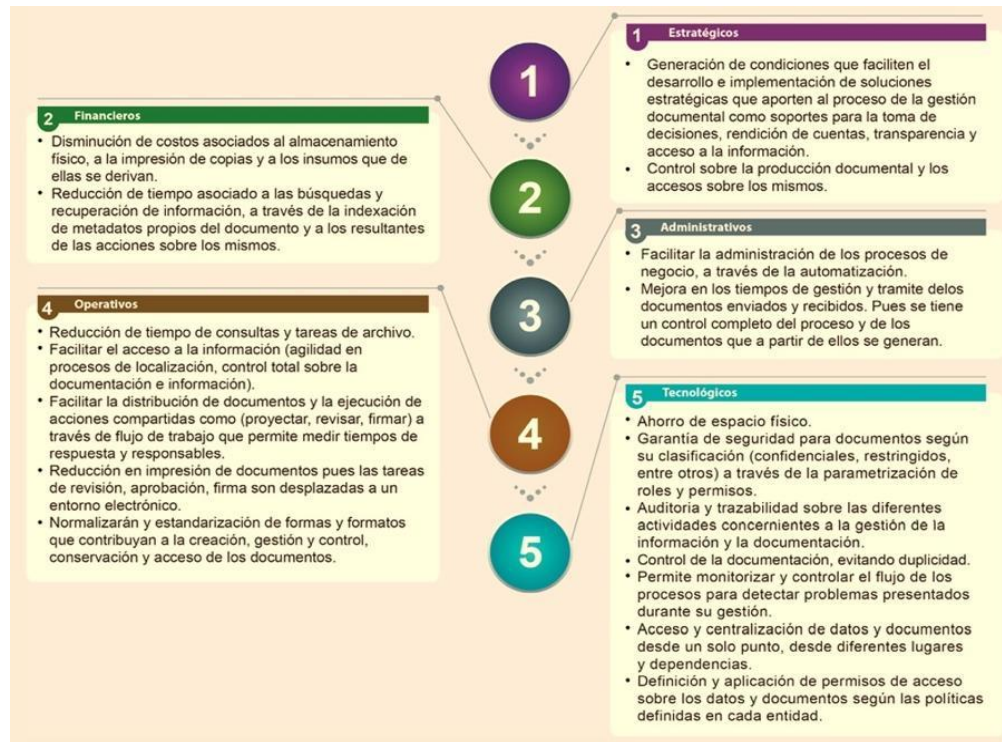 1 Estratégicos
• Generación de condiciones que faciliten el
desarrollo e implementación de soluciones
estratégicas que aporten al proceso de la gestión
documental como soportes para la toma de
decisiones, rendición de cuentas, transparencia y
acceso a la información.
• Control sobre la producción documental y los
accesos sobre los mismos.
2 Financieros
• Disminución de costos asociados al almacenamiento
físico, a la impresión de copias y a los insumos que de
ellas se derivan.
• Reducción de tiempo asociado a las búsquedas y
recuperación de información, a través de la indexación
de metadatos propios del documento y a los resultantes
de las acciones sobre los mismos.
3 Administrativos
• Facilitar la administración de los procesos de
negocio, a través de la automatización.
• Mejora en los tiempos de gestión y tramite delos
documentos enviados y recibidos. Pues se tiene
un control completo del proceso y de los
documentos que a partir de ellos se generan.
4 Operativos
• Reducción de tiempo de consultas y tareas de archivo.
• Facilitar el acceso a la información (agilidad en
procesos de localización, control total sobre la
documentación e información).
• Facilitar la distribución de documentos y la ejecución de
acciones compartidas como (proyectar, revisar, firmar) a
través de flujo de trabajo que permite medir tiempos de
respuesta y responsables.
• Reducción en impresión de documentos pues las tareas
de revisión, aprobación, firma son desplazadas a un
entorno electrónico.
• Normalizarán y estandarización de formas y formatos
que contribuyan a la creación, gestión y control,
conservación y acceso de los documentos.
5 Tecnológicos
• Ahorro de espacio físico.
• Garantía de seguridad para documentos según
su clasificación (confidenciales, restringidos,
entre otros) a través de la parametrización de
roles y permisos.
• Auditoria y trazabilidad sobre las diferentes
actividades concernientes a la gestión de la
información y la documentación.
• Control de la documentación, evitando duplicidad.
• Permite monitorizar y controlar el flujo de los
procesos para detectar problemas presentados
durante su gestión.
• Acceso y centralización de datos y documentos
desde un solo punto, desde diferentes lugares
y dependencias.
• Definición y aplicación de permisos de acceso
sobre los datos y documentos según las políticas
definidas en cada entidad.
1
2
3
4
5